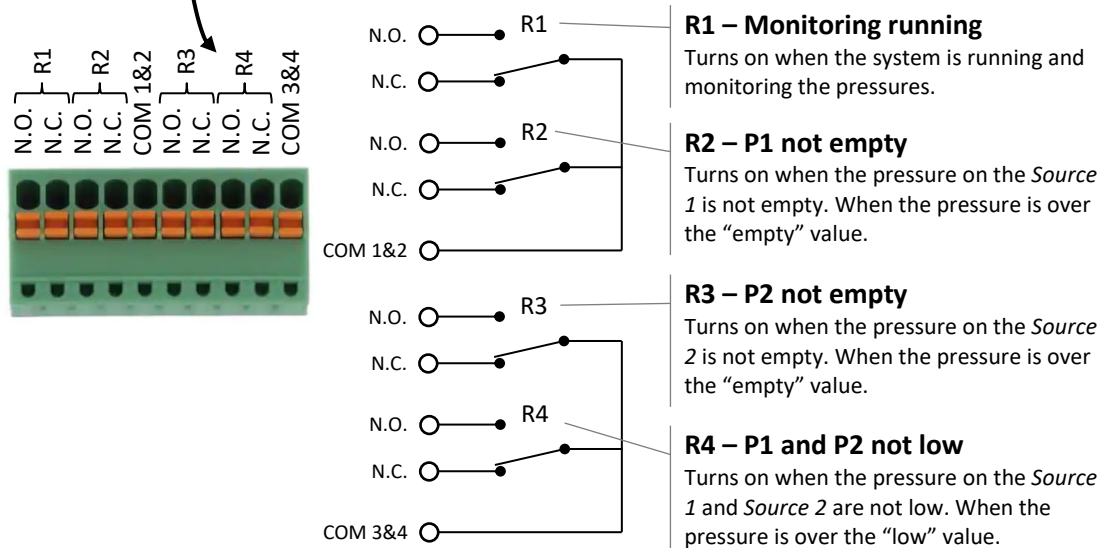 R1
R2
R3
R4
N.O.
N.C.
N.O.
N.C.
COM 1&2
N.O.
N.C.
N.O.
N.C.
COM 3&4
N.O.
R1
N.C.
N.O.
R2
N.C.
COM 1&2
N.O.
R3
N.C.
N.O.
R4
N.C.
COM 3&4
R1 – Monitoring running
Turns on when the system is running and
monitoring the pressures.
R2 – P1 not empty
Turns on when the pressure on the Source
1 is not empty. When the pressure is over
the “empty” value.
R3 – P2 not empty
Turns on when the pressure on the Source
2 is not empty. When the pressure is over
the “empty” value.
R4 – P1 and P2 not low
Turns on when the pressure on the Source
1 and Source 2 are not low. When the
pressure is over the “low” value.